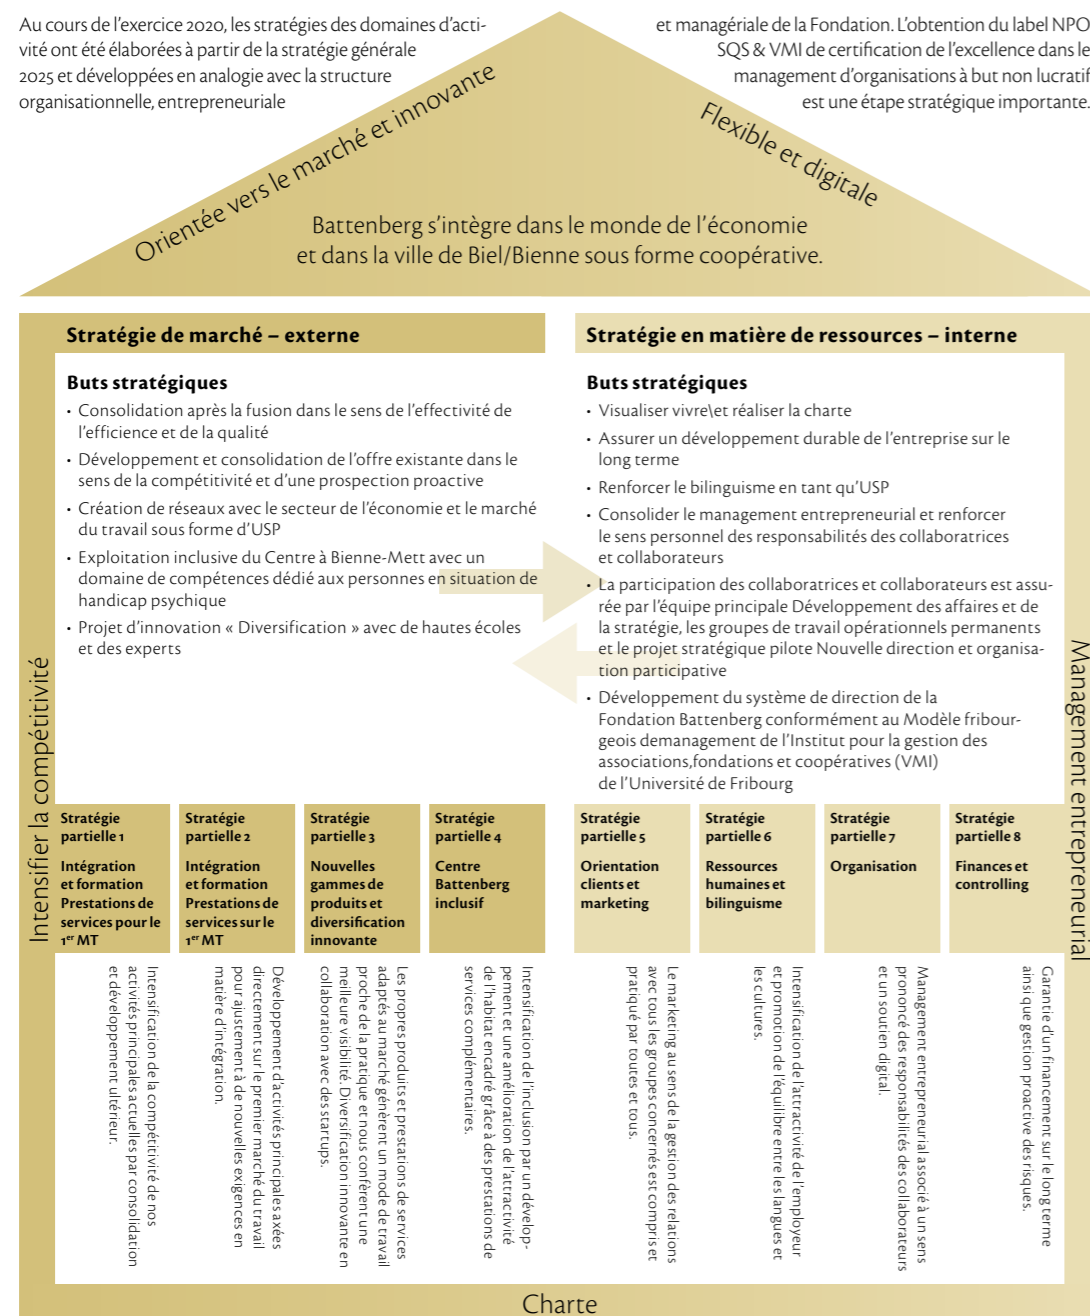 Au cours de l’exercice 2020, les stratégies des domaines d’acti-
vité ont été élaborées à partir de la stratégie générale
2025 et développées en analogie avec la structure
organisationnelle, entrepreneuriale
et managériale de la Fondation. L’obtention du label NPO
SQS & VMI de certification de l’excellence dans le
management d’organisations à but non lucratif
est une étape stratégique importante.
Orientée vers le marché et innovante
Flexible et digitale
Battenberg s’intègre dans le monde de l’économie
et dans la ville de Biel/Bienne sous forme coopérative.
Intensifier la compétitivité
Stratégie de marché – externe
Buts stratégiques
• Consolidation après la fusion dans le sens de l’effectivité de
l’efficience et de la qualité
• Développement et consolidation de l’offre existante dans le
sens de la compétitivité et d’une prospection proactive
• Création de réseaux avec le secteur de l’économie et le marché
du travail sous forme d’USP
• Exploitation inclusive du Centre à Bienne-Mett avec un
domaine de compétences dédié aux personnes en situation de
handicap psychique
• Projet d’innovation « Diversification » avec de hautes écoles
et des experts
Stratégie en matière de ressources – interne
Buts stratégiques
• Visualiser vivre\et réaliser la charte
• Assurer un développement durable de l’entreprise sur le
long terme
• Renforcer le bilinguisme en tant qu’USP
• Consolider le management entrepreneurial et renforcer
le sens personnel des responsabilités des collaboratrices
et collaborateurs
• La participation des collaboratrices et collaborateurs est assu-
rée par l’équipe principale Développement des affaires et de
la stratégie, les groupes de travail opérationnels permanents
et le projet stratégique pilote Nouvelle direction et organisa-
tion participative
• Développement du système de direction de la
Fondation Battenberg conformément au Modèle fribour-
geois demanagement de l’Institut pour la gestion des
associations,fondations et coopératives (VMI)
de l’Université de Fribourg
Management entrepreneurial
Stratégie
partielle 1
Intégration
et formation
Prestations de
services pour le
1er MT
Intensification de la compétitivité de nos
activités principales actuelles par consolidation
et développement ultérieur.
Stratégie
partielle 2
Intégration
et formation
Prestations de
services sur le
1er MT
Développement d’activités principales axées
directement sur le premier marché du travail
pour ajustement à de nouvelles exigences en
matière d’intégration.
Stratégie
partielle 3
Nouvelles
gammes de
produits et
diversification
innovante
Les propres produits et prestations de services
adaptés au marché génèrent un mode de travail
proche de la pratique et nous confèrent une
meilleure visibilité. Diversification innovante en
collaboration avec des startups.
Stratégie
partielle 4
Centre
Battenberg
inclusif
Intensification de l’inclusion par un dévelop-
pement et une amélioration de l’attractivité
de l’habitat encadré grâce à des prestations de
services complémentaires.
Stratégie
partielle 5
Orientation
clients et
marketing
Le marketing au sens de la gestion des relations
avec tous les groupes concernés est compris et
pratiqué par toutes et tous.
Stratégie
partielle 6
Ressources
humaines et
bilinguisme
Intensification de l’attractivité de l’employeur
et promotion de l’équilibre entre les langues et
les cultures.
Stratégie
partielle 7
Organisation
Management entrepreneurial associé à un sens
prononcé des responsabilités des collaborateurs
et un soutien digital.
Stratégie
partielle 8
Finances et
controlling
Garantie d’un financement sur le long terme
ainsi que gestion proactive des risques.
Charte